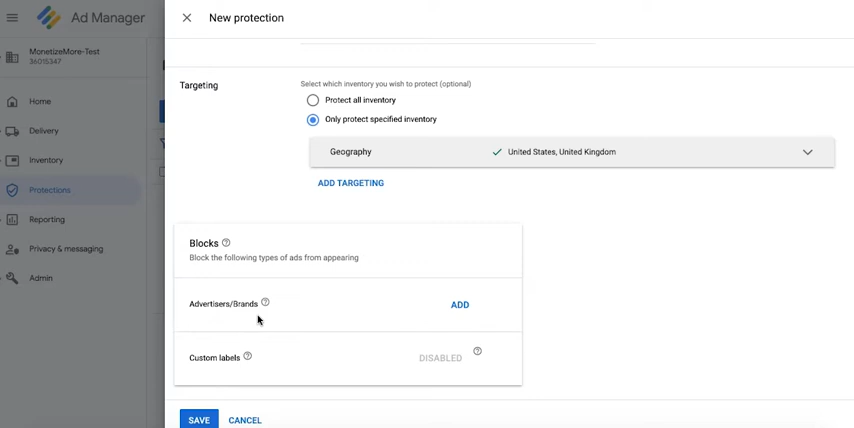 Ad Manager
New protection
MonetizeMore-Test
36015347
Home
Delivery
Inventory
Protections
Reporting
Privacy & messaging
Admin
Targeting
Select which inventory you wish to protect (optional)
Protect all inventory
Only protect specified inventory
Geography United States, United Kingdom
ADD TARGETING
Blocks
Block the following types of ads from appearing
Advertisers/Brands ADD
Custom labels DISABLED
SAVE CANCEL